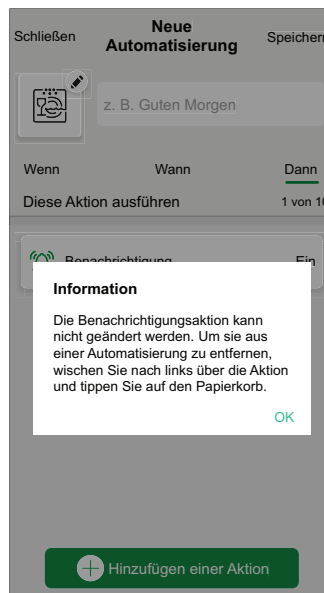 Schließen
Neue
Automatisierung
Speichern
z. B. Guten Morgen
Wenn
Wann
Dann
Diese Aktion ausführen
1 von 10
Benachrichtigung
Ein
Information
Die Benachrichtigungsaktion kann
nicht geändert werden. Um sie aus
einer Automatisierung zu entfernen,
wischen Sie nach links über die Aktion
und tippen Sie auf den Papierkorb.
OK
Hinzufügen einer Aktion